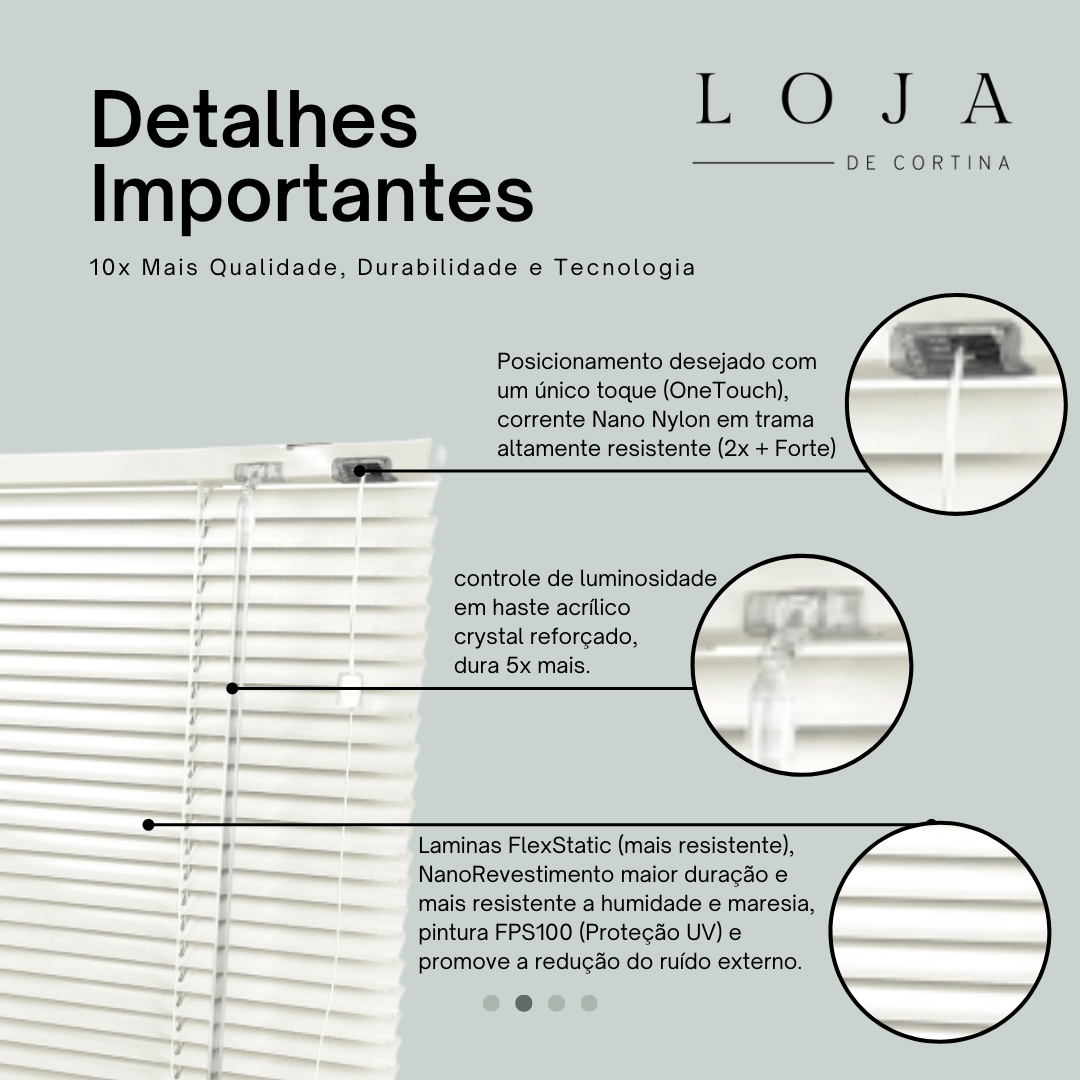 Detalhes
Importantes
10x Mais Qualidade, Durabilidade e Tecnologia
L O J A
DE CORTINA
Posicionamento desejado com
um único toque (OneTouch),
corrente Nano Nylon em trama
altamente resistente (2x + Forte)
controle de luminosidade
em haste acrílico
crystal reforçado,
dura 5x mais.
Laminas FlexStatic (mais resistente),
NanoRevestimento maior duração e
mais resistente a humidade e maresia,
pintura FPS100 (Proteção UV) e
promove a redução do ruído externo.